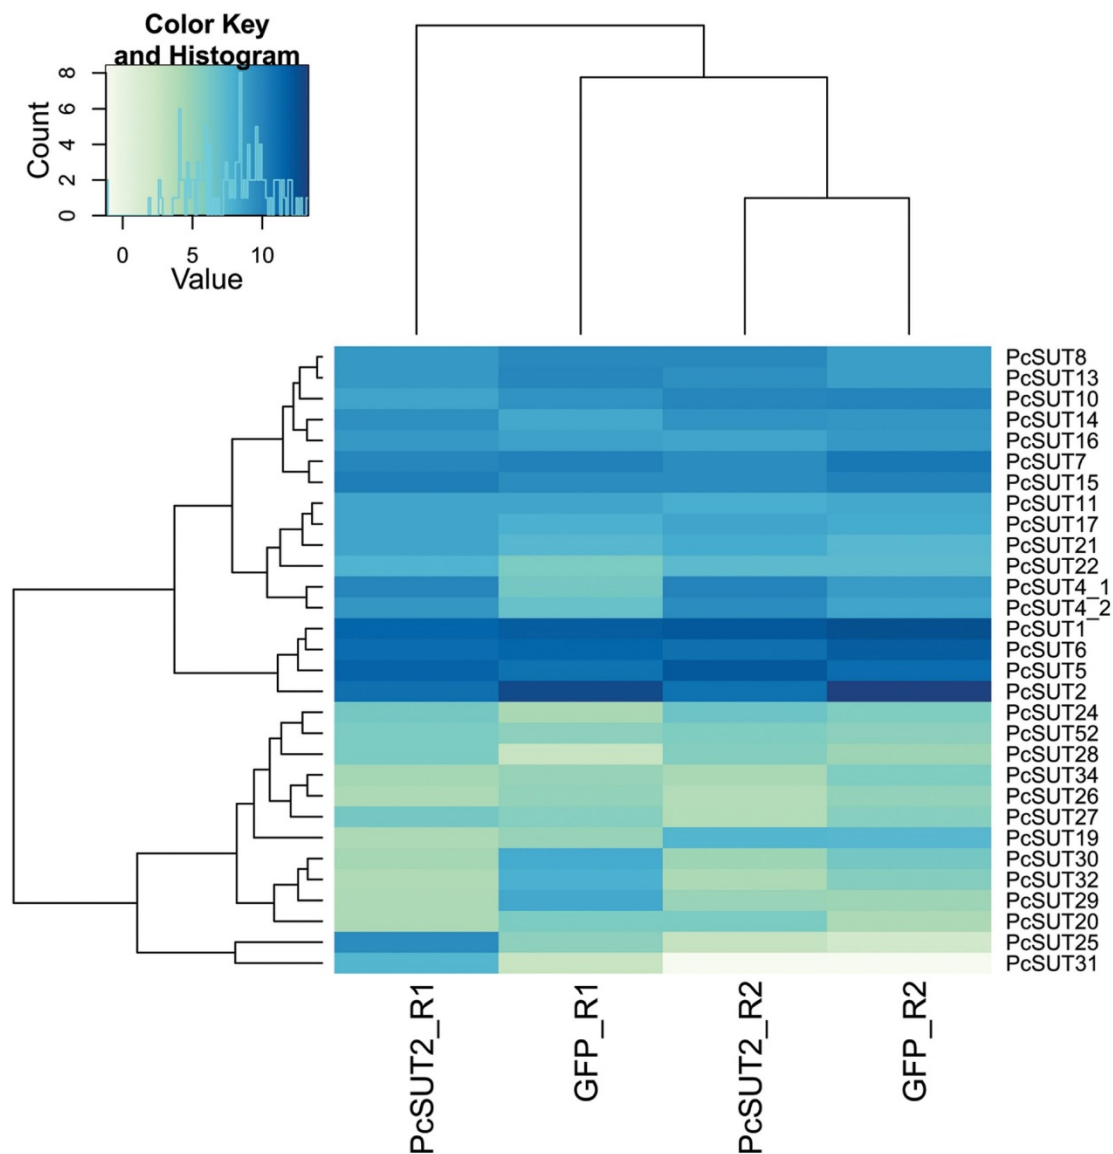 Color Key
and Histogram
Count
0 2 4 6 8
0 5 10
Value
PcSUT8
PcSUT13
PcSUT10
PcSUT14
PcSUT16
PcSUT7
PcSUT15
PcSUT11
PcSUT17
PcSUT21
PcSUT22
PcSUT4_1
PcSUT4_2
PcSUT1
PcSUT6
PcSUT5
PcSUT2
PcSUT24
PcSUT52
PcSUT28
PcSUT34
PcSUT26
PcSUT27
PcSUT19
PcSUT30
PcSUT32
PcSUT29
PcSUT20
PcSUT25
PcSUT31
PcSUT2_R1
GFP_R1
PcSUT2_R2
GFP_R2